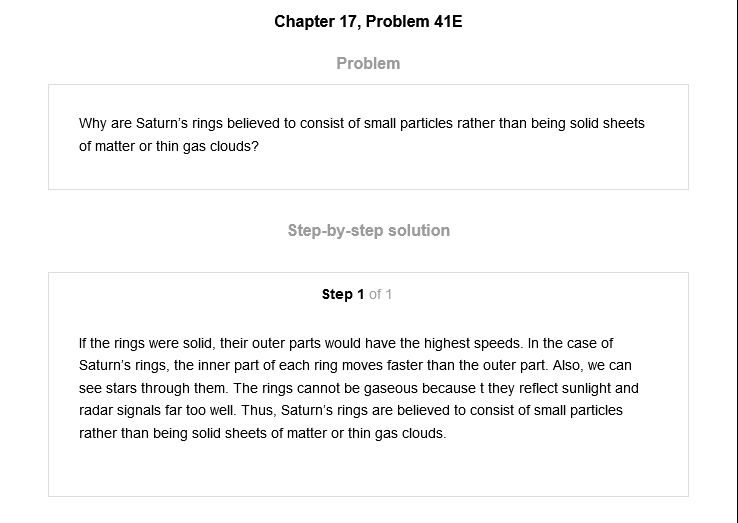 Chapter 17, Problem 41E
Problem
Why are Saturn's rings believed to consist of small particles rather than being solid sheets
of matter or thin gas clouds?
Step-by-step solution
Step 1 of 1
If the rings were solid, their outer parts would have the highest speeds. In the case of
Saturn's rings, the inner part of each ring moves faster than the outer part. Also, we can
see stars through them. The rings cannot be gaseous because t they reflect sunlight and
radar signals far too well. Thus, Saturn's rings are believed to consist of small particles
rather than being solid sheets of matter or thin gas clouds.